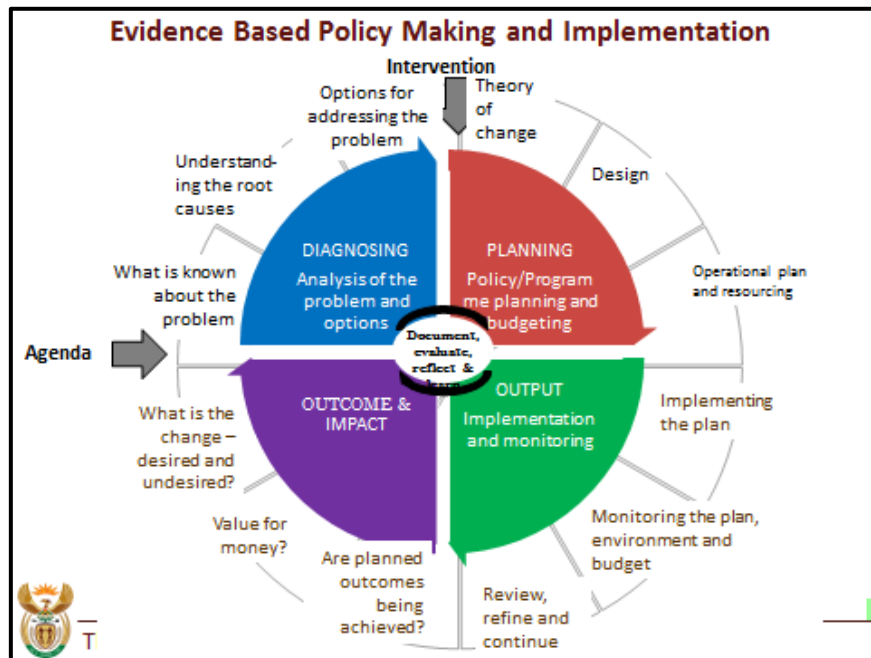 Evidence Based Policy Making and Implementation
Intervention
Options for
addressing the
problem
Theory
of
change
Understand-
ing the root
causes
Design
What is known
about the
problem
Operational plan
and resourcing
DIAGNOSING
Analysis of the
problem and
options
PLANNING
Policy/Program
me planning and
budgeting
Agenda
Document,
evaluate,
reflect &
OUTCOME &
IMPACT
OUTPUT
Implementation
and monitoring
What is the
change –
desired and
undesired?
Implementing
the plan
Value for
money?
Monitoring the plan,
environment and
budget
Are planned
outcomes
being
achieved?
Review,
refine and
continue
T